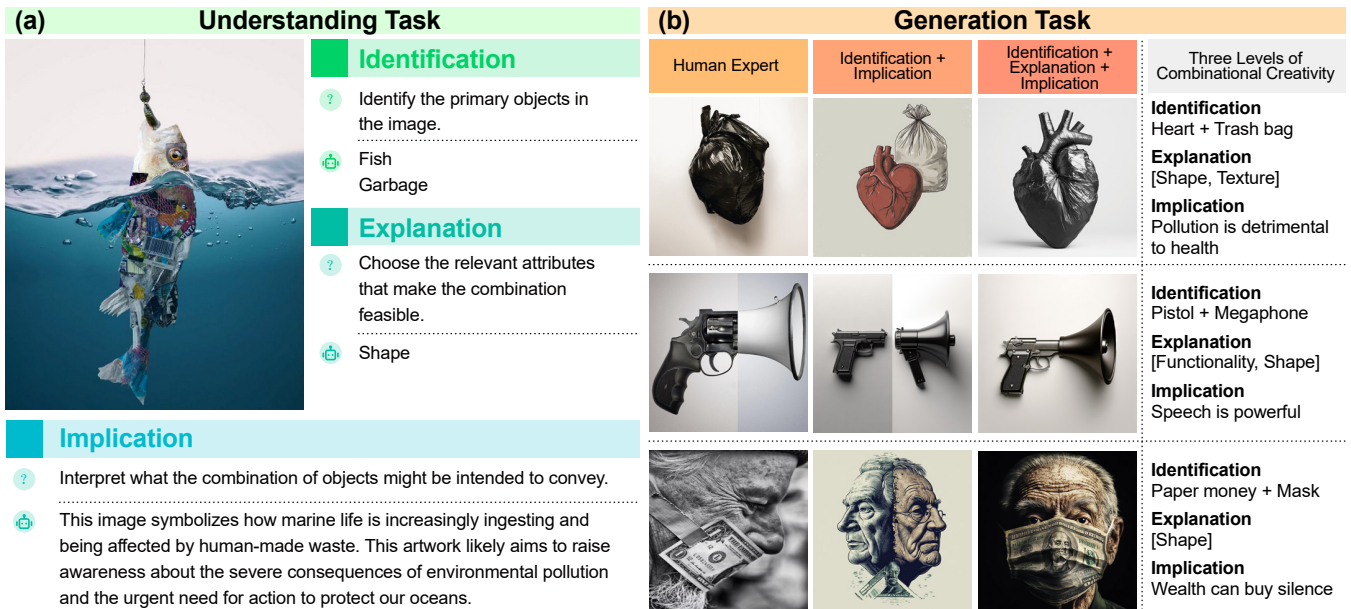 (a) Understanding Task
Identification
? Identify the primary objects in
the image.
Fish
Garbage
Explanation
? Choose the relevant attributes
that make the combination
feasible.
Shape
Implication
? Interpret what the combination of objects might be intended to convey.
This image symbolizes how marine life is increasingly ingesting and
being affected by human-made waste. This artwork likely aims to raise
awareness about the severe consequences of environmental pollution
and the urgent need for action to protect our oceans.
(b) Generation Task
Human Expert
Identification +
Implication
Identification +
Explanation +
Implication
Three Levels of
Combinational Creativity
Identification
Heart + Trash bag
Explanation
[Shape, Texture]
Implication
Pollution is detrimental
to health
Identification
Pistol + Megaphone
Explanation
[Functionality, Shape]
Implication
Speech is powerful
Identification
Paper money + Mask
Explanation
[Shape]
Implication
Wealth can buy silence